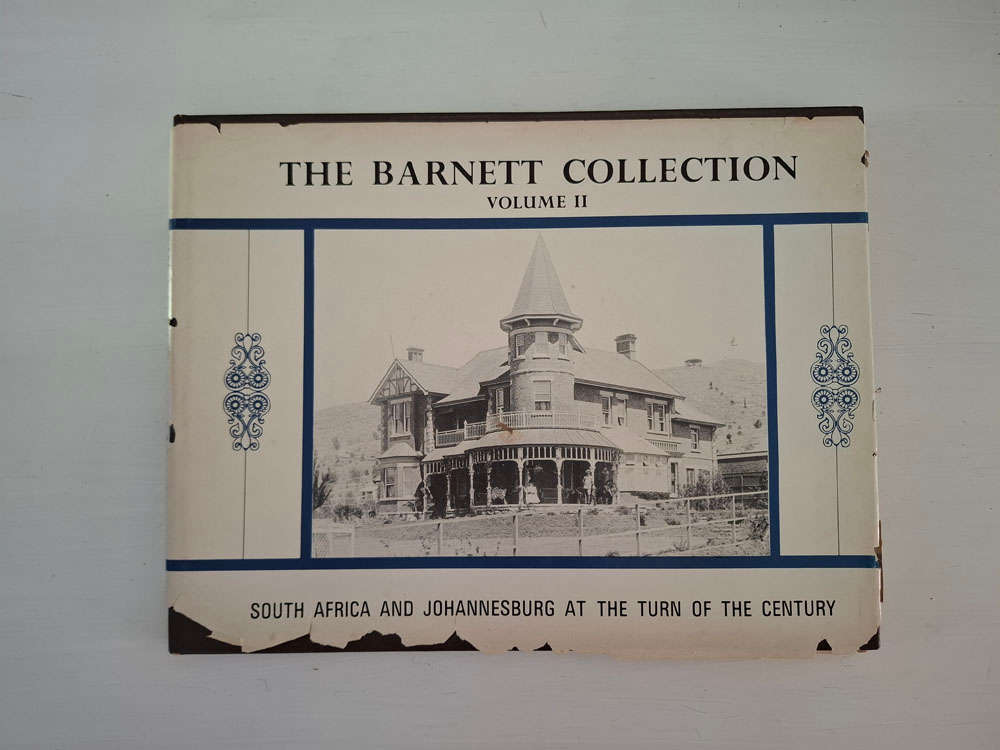 THE BARNETT COLLECTION
VOLUME II
SOUTH AFRICA AND JOHANNESBURG AT THE TURN OF THE CENTURY